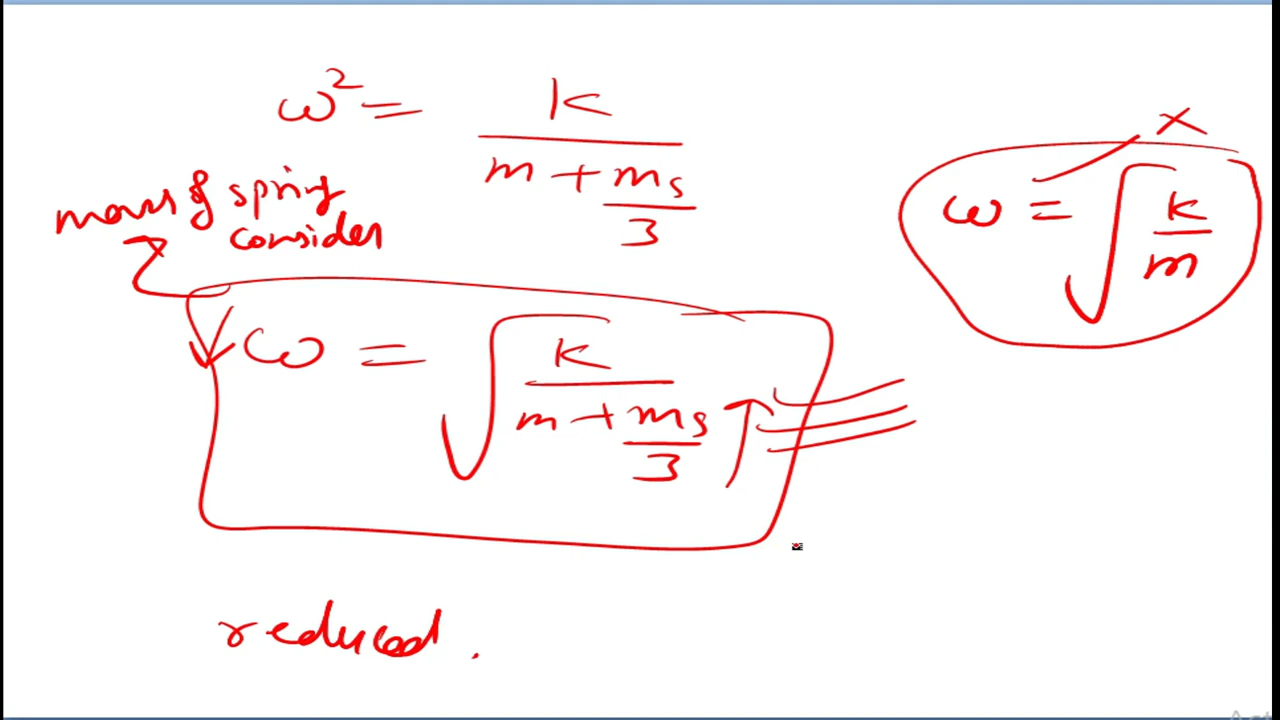 ω² = k / (m + ms/3)
mass of spring
consider
ω = √(k / (m + ms/3)) ↑
↓
ω = √(k/m) ×
reduced.